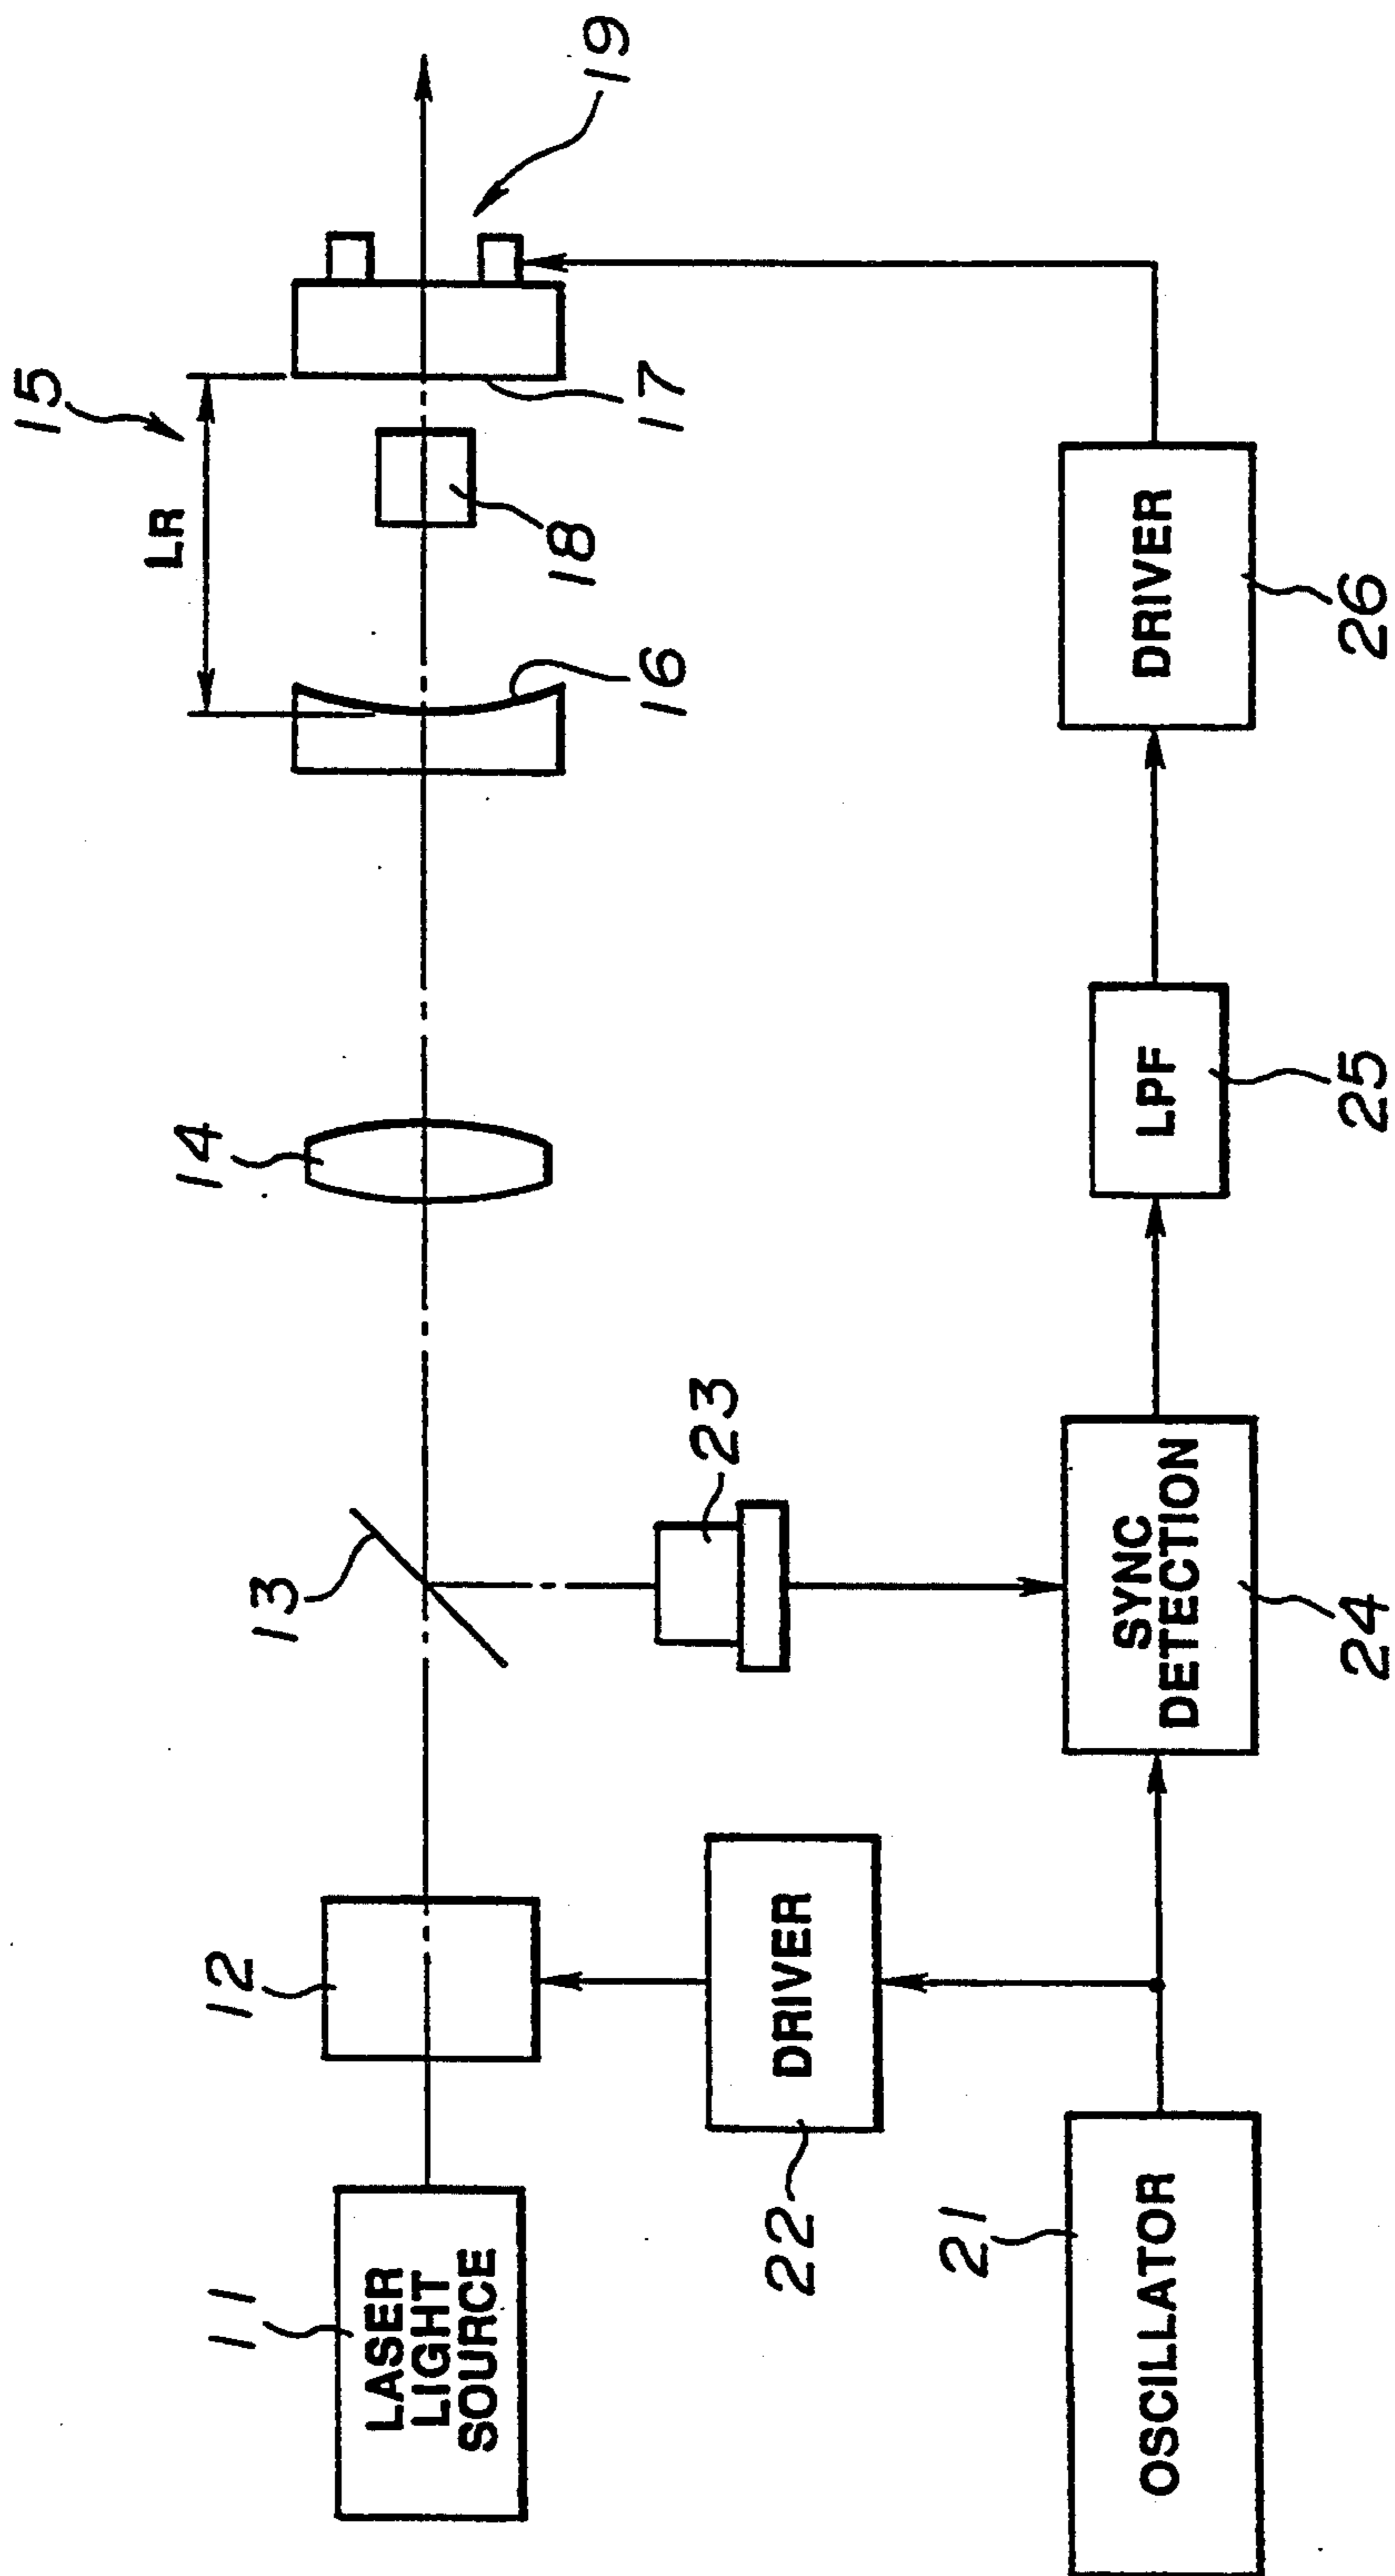 15
LR
19
11
LASER
LIGHT
SOURCE
12
13
14
16
18
17
22
DRIVER
23
21
OSCILLATOR
SYNC
DETECTION
24
LPF
25
DRIVER
26